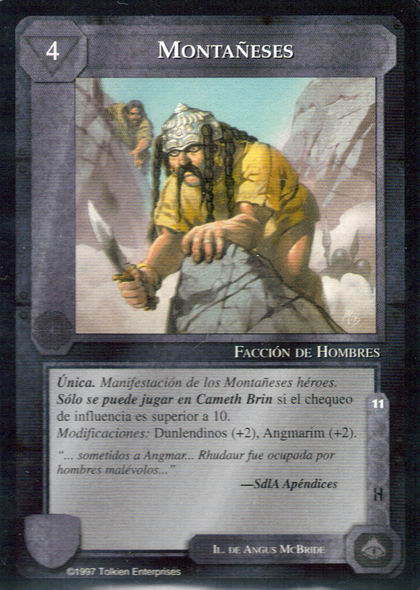 4
MONTAÑESES
FACCIÓN DE HOMBRES
Única. Manifestación de los Montañeses héroes.
Sólo se puede jugar en Cameth Brin si el chequeo
de influencia es superior a 10.
Modificaciones: Dunlendinos (+2), Angmarim (+2).
"... sometidos a Angmar... Rhudaur fue ocupada por
hombres malévolos..."
—SdlA Apéndices
11
H
IL. DE ANGUS MCBRIDE
©1997 Tolkien Enterprises